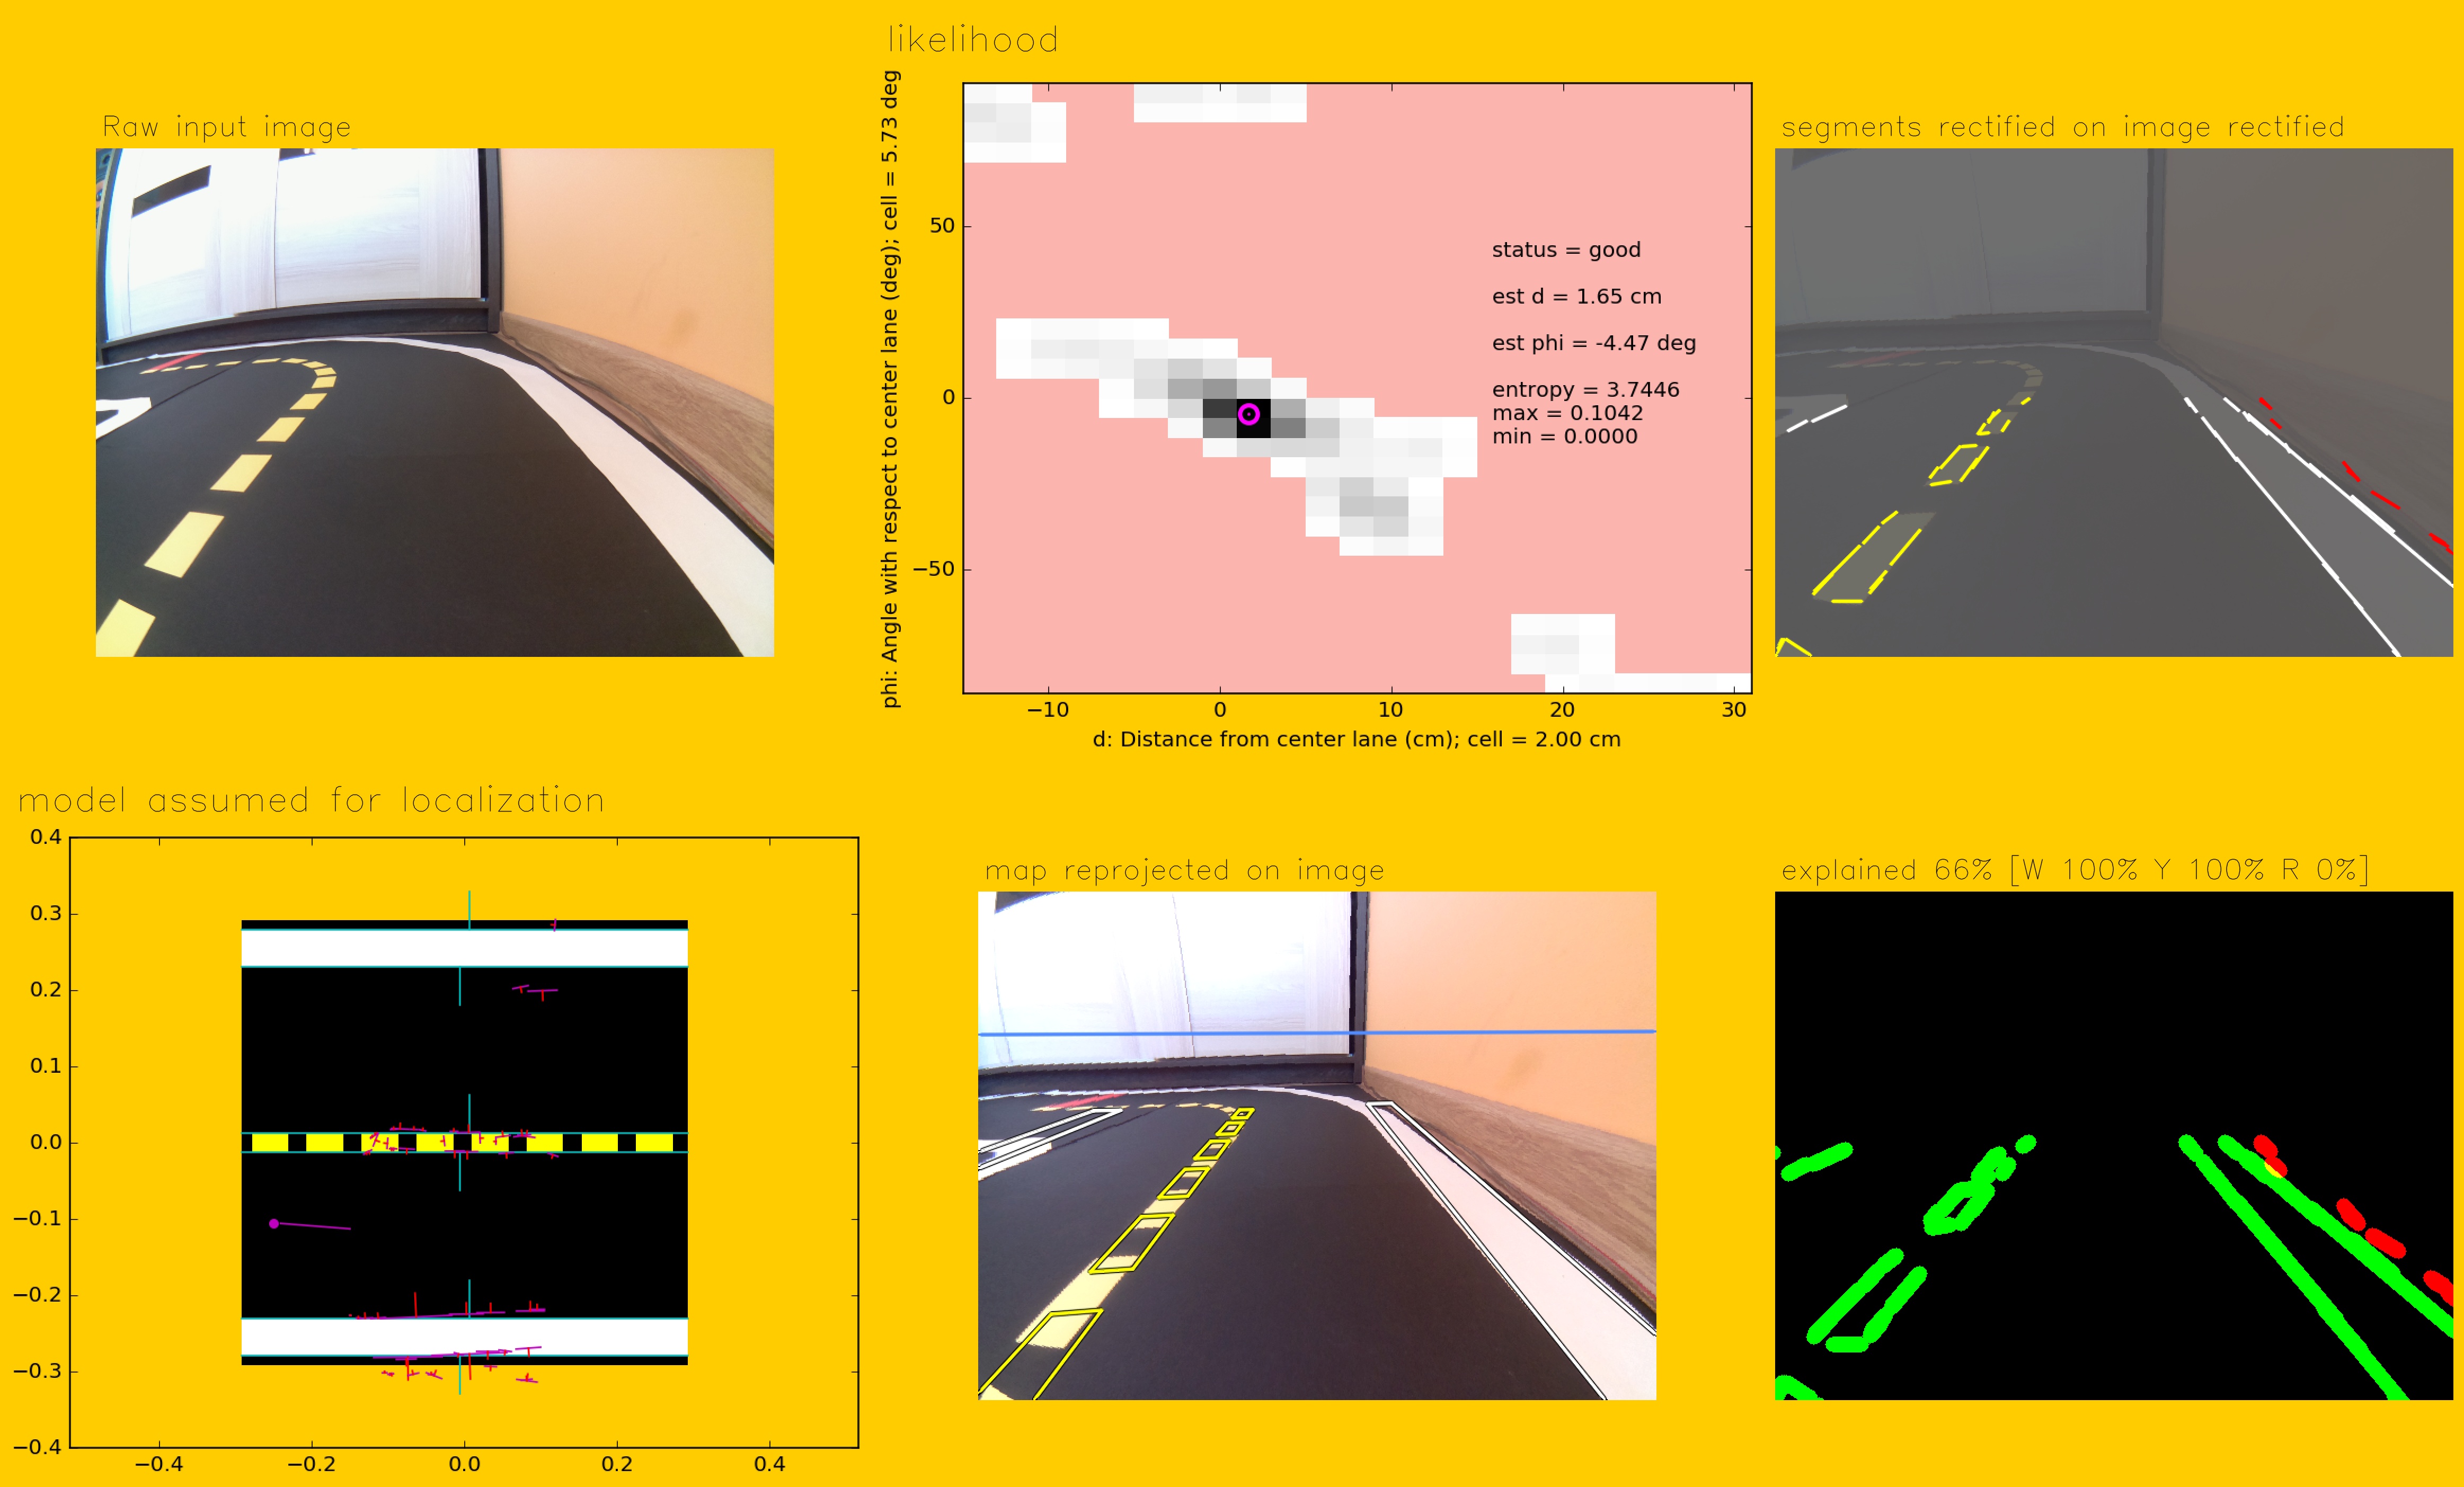 likelihood
Raw input image
segments rectified on image rectified
phi: Angle with respect to center lane (deg); cell = 5.73 deg
50
0
−50
status = good
est d = 1.65 cm
est phi = -4.47 deg
entropy = 3.7446
max = 0.1042
min = 0.0000
−10 0 10 20 30
d: Distance from center lane (cm); cell = 2.00 cm
model assumed for localization
0.4
0.3
0.2
0.1
0.0
−0.1
−0.2
−0.3
−0.4
−0.4 −0.2 0.0 0.2 0.4
map reprojected on image
explained 66% [W 100% Y 100% R 0%]